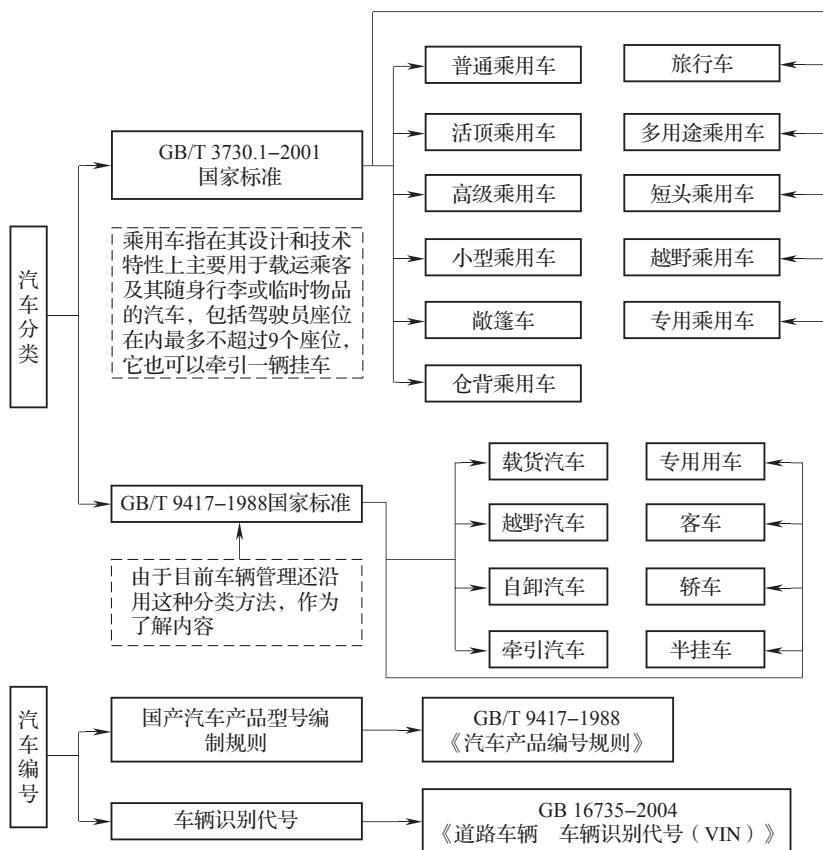 汽车分类
GB/T 3730.1-2001
国家标准
乘用车指在其设计和技术
特性上主要用于载运乘客
及其随身行李或临时物品
的汽车，包括驾驶员座位
在内最多不超过9个座位，
它也可以牵引一辆挂车
普通乘用车
活顶乘用车
高级乘用车
小型乘用车
敞篷车
仓背乘用车
旅行车
多用途乘用车
短头乘用车
越野乘用车
专用乘用车
GB/T 9417-1988国家标准
由于目前车辆管理还沿
用这种分类方法，作为
了解内容
载货汽车
越野汽车
自卸汽车
牵引汽车
专用用车
客车
轿车
半挂车
汽车编号
国产汽车产品型号编
制规则
GB/T 9417-1988
《汽车产品编号规则》
车辆识别代号
GB 16735-2004
《道路车辆 车辆识别代号（VIN）》